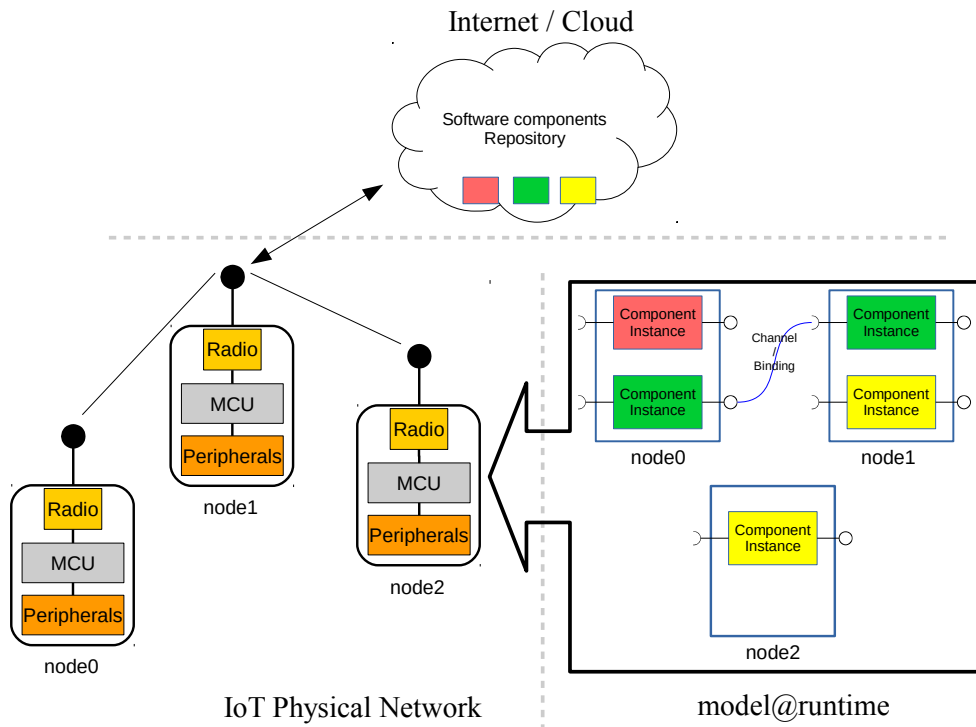 Internet / Cloud
Software components
Repository
Radio
MCU
Peripherals
node1
Radio
MCU
Peripherals
node2
Radio
MCU
Peripherals
node0
Component
Instance
Component
Instance
node0
Channel
Binding
Component
Instance
Component
Instance
node1
Component
Instance
node2
IoT Physical Network
model@runtime